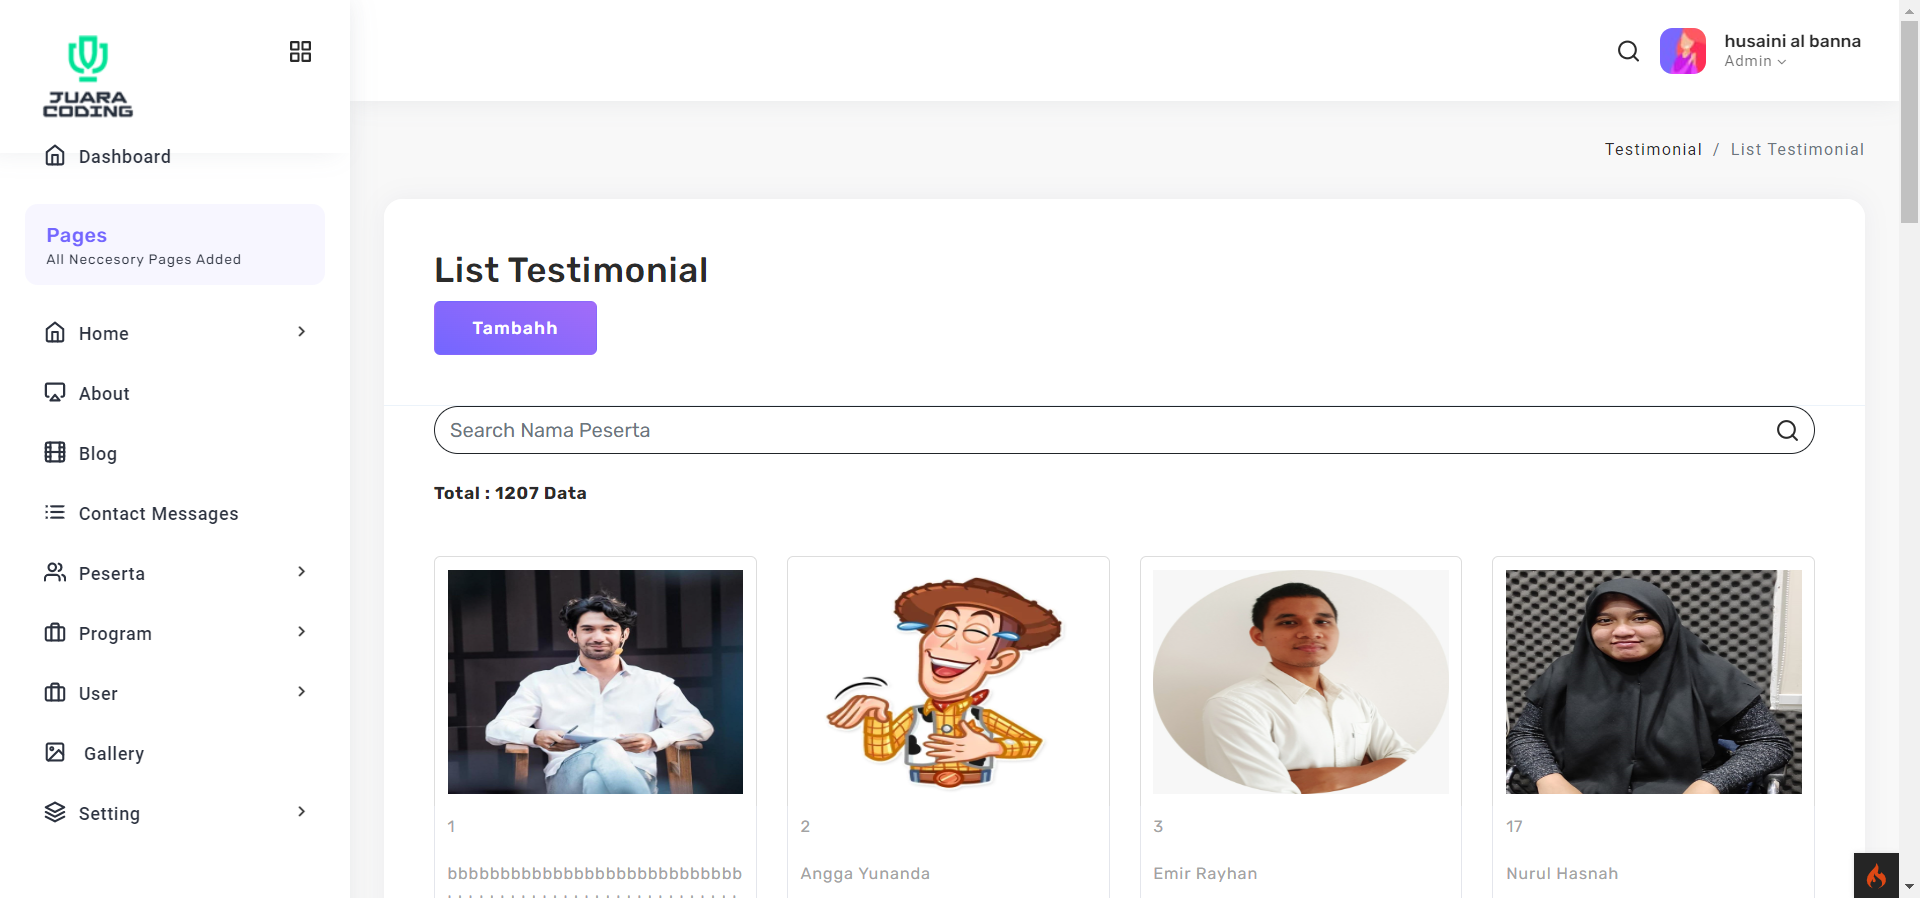 JUARA
CODING
husaini al banna
Admin
Dashboard
Testimonial / List Testimonial
Pages
All Neccesory Pages Added
Home
About
Blog
Contact Messages
Peserta
Program
User
Gallery
Setting
List Testimonial
Tambahh
Search Nama Peserta
Total : 1207 Data
1
2
3
17
bbbbbbbbbbbbbbbbbbbbbbbbbbbb
Angga Yunanda
Emir Rayhan
Nurul Hasnah